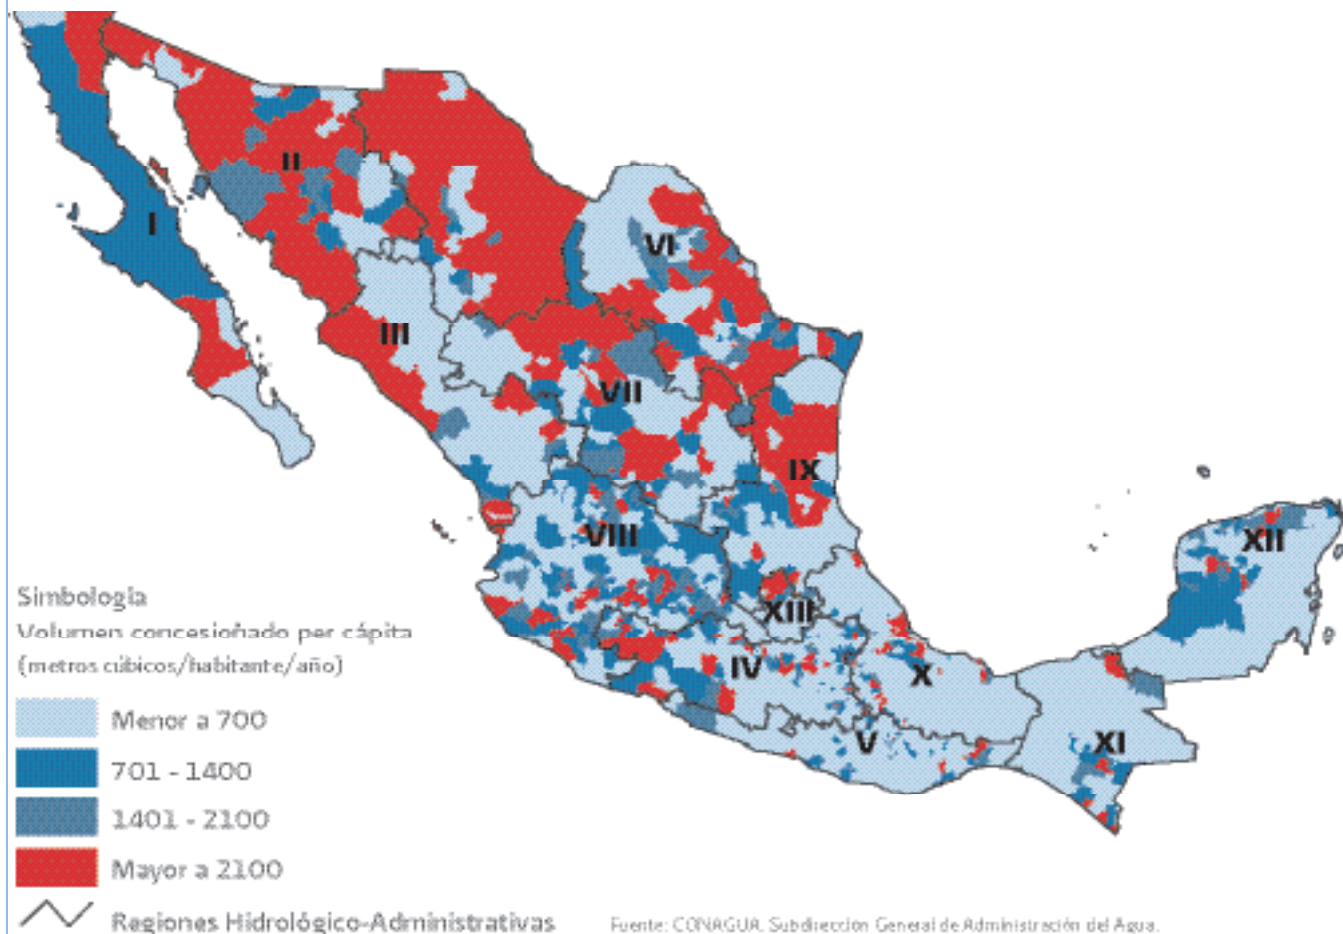 I
II
III
IV
V
VI
VII
VIII
IX
X
XI
XII
XIII
Simbología
Volumen concesionado per cápita
(metros cúbicos/habitante/año)
Menor a 700
701 - 1400
1401 - 2100
Mayor a 2100
Regiones Hidrológico-Administrativas
Fuente: CONAGUA. Subdirección General de Administración del Agua.